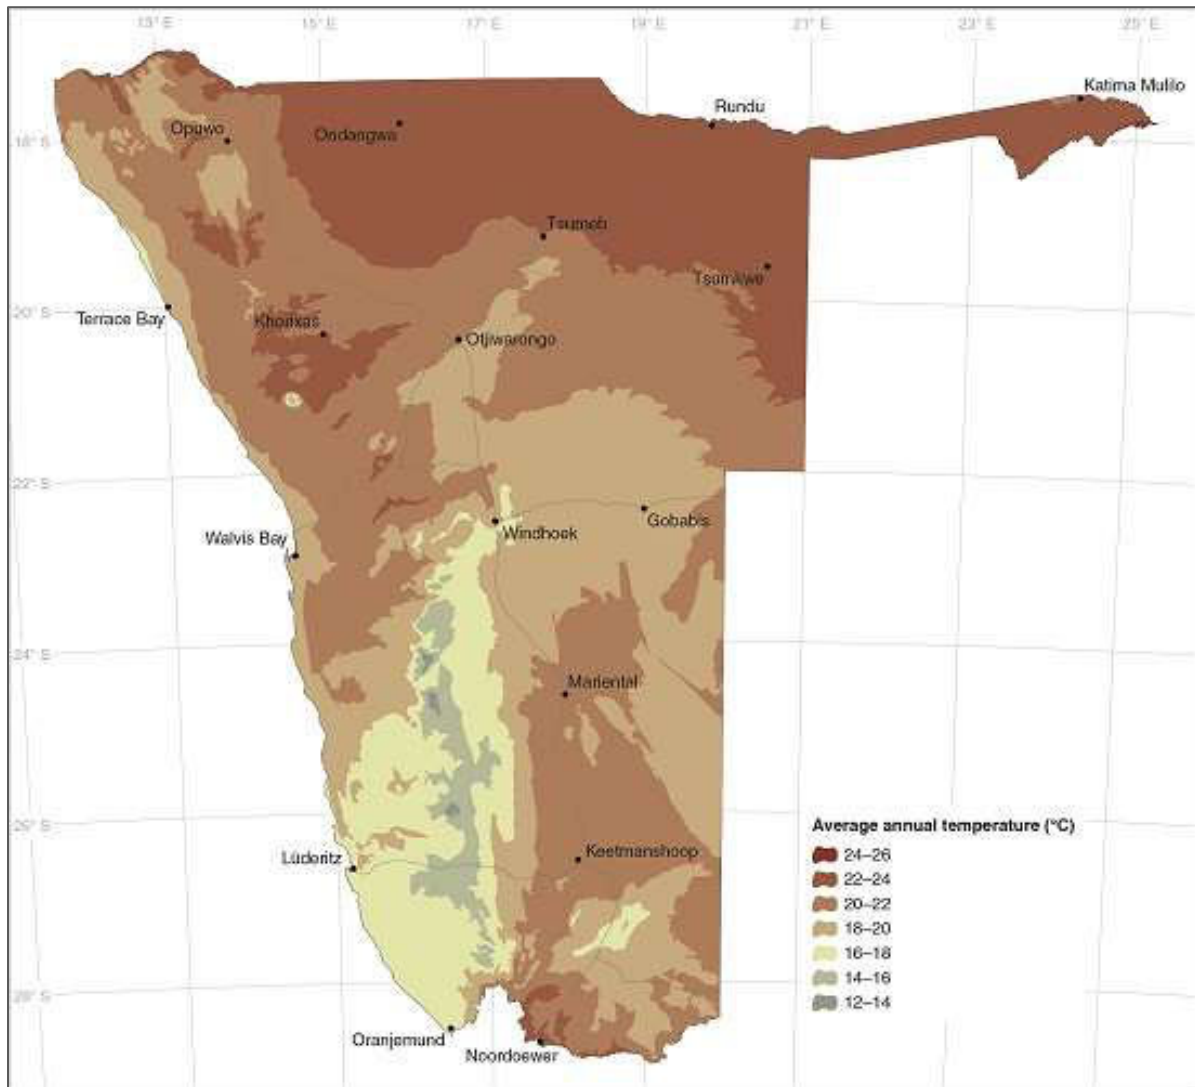 13° E 15° E 17° E 19° E 21° E 23° E 25° E
Katima Mulilo
Rundu
Opuwo
Ondangwa
18° S
Tsumeb
Tsumkwe
20° S
Terrace Bay
Khorixas
Otjiwarongo
22° S
Windhoek
Gobabis
Walvis Bay
24° S
Mariental
26° S
Average annual temperature (°C)
Lüderitz
Keetmanshoop
24–26
22–24
20–22
18–20
16–18
14–16
28° S
12–14
Oranjemund
Noordoewer